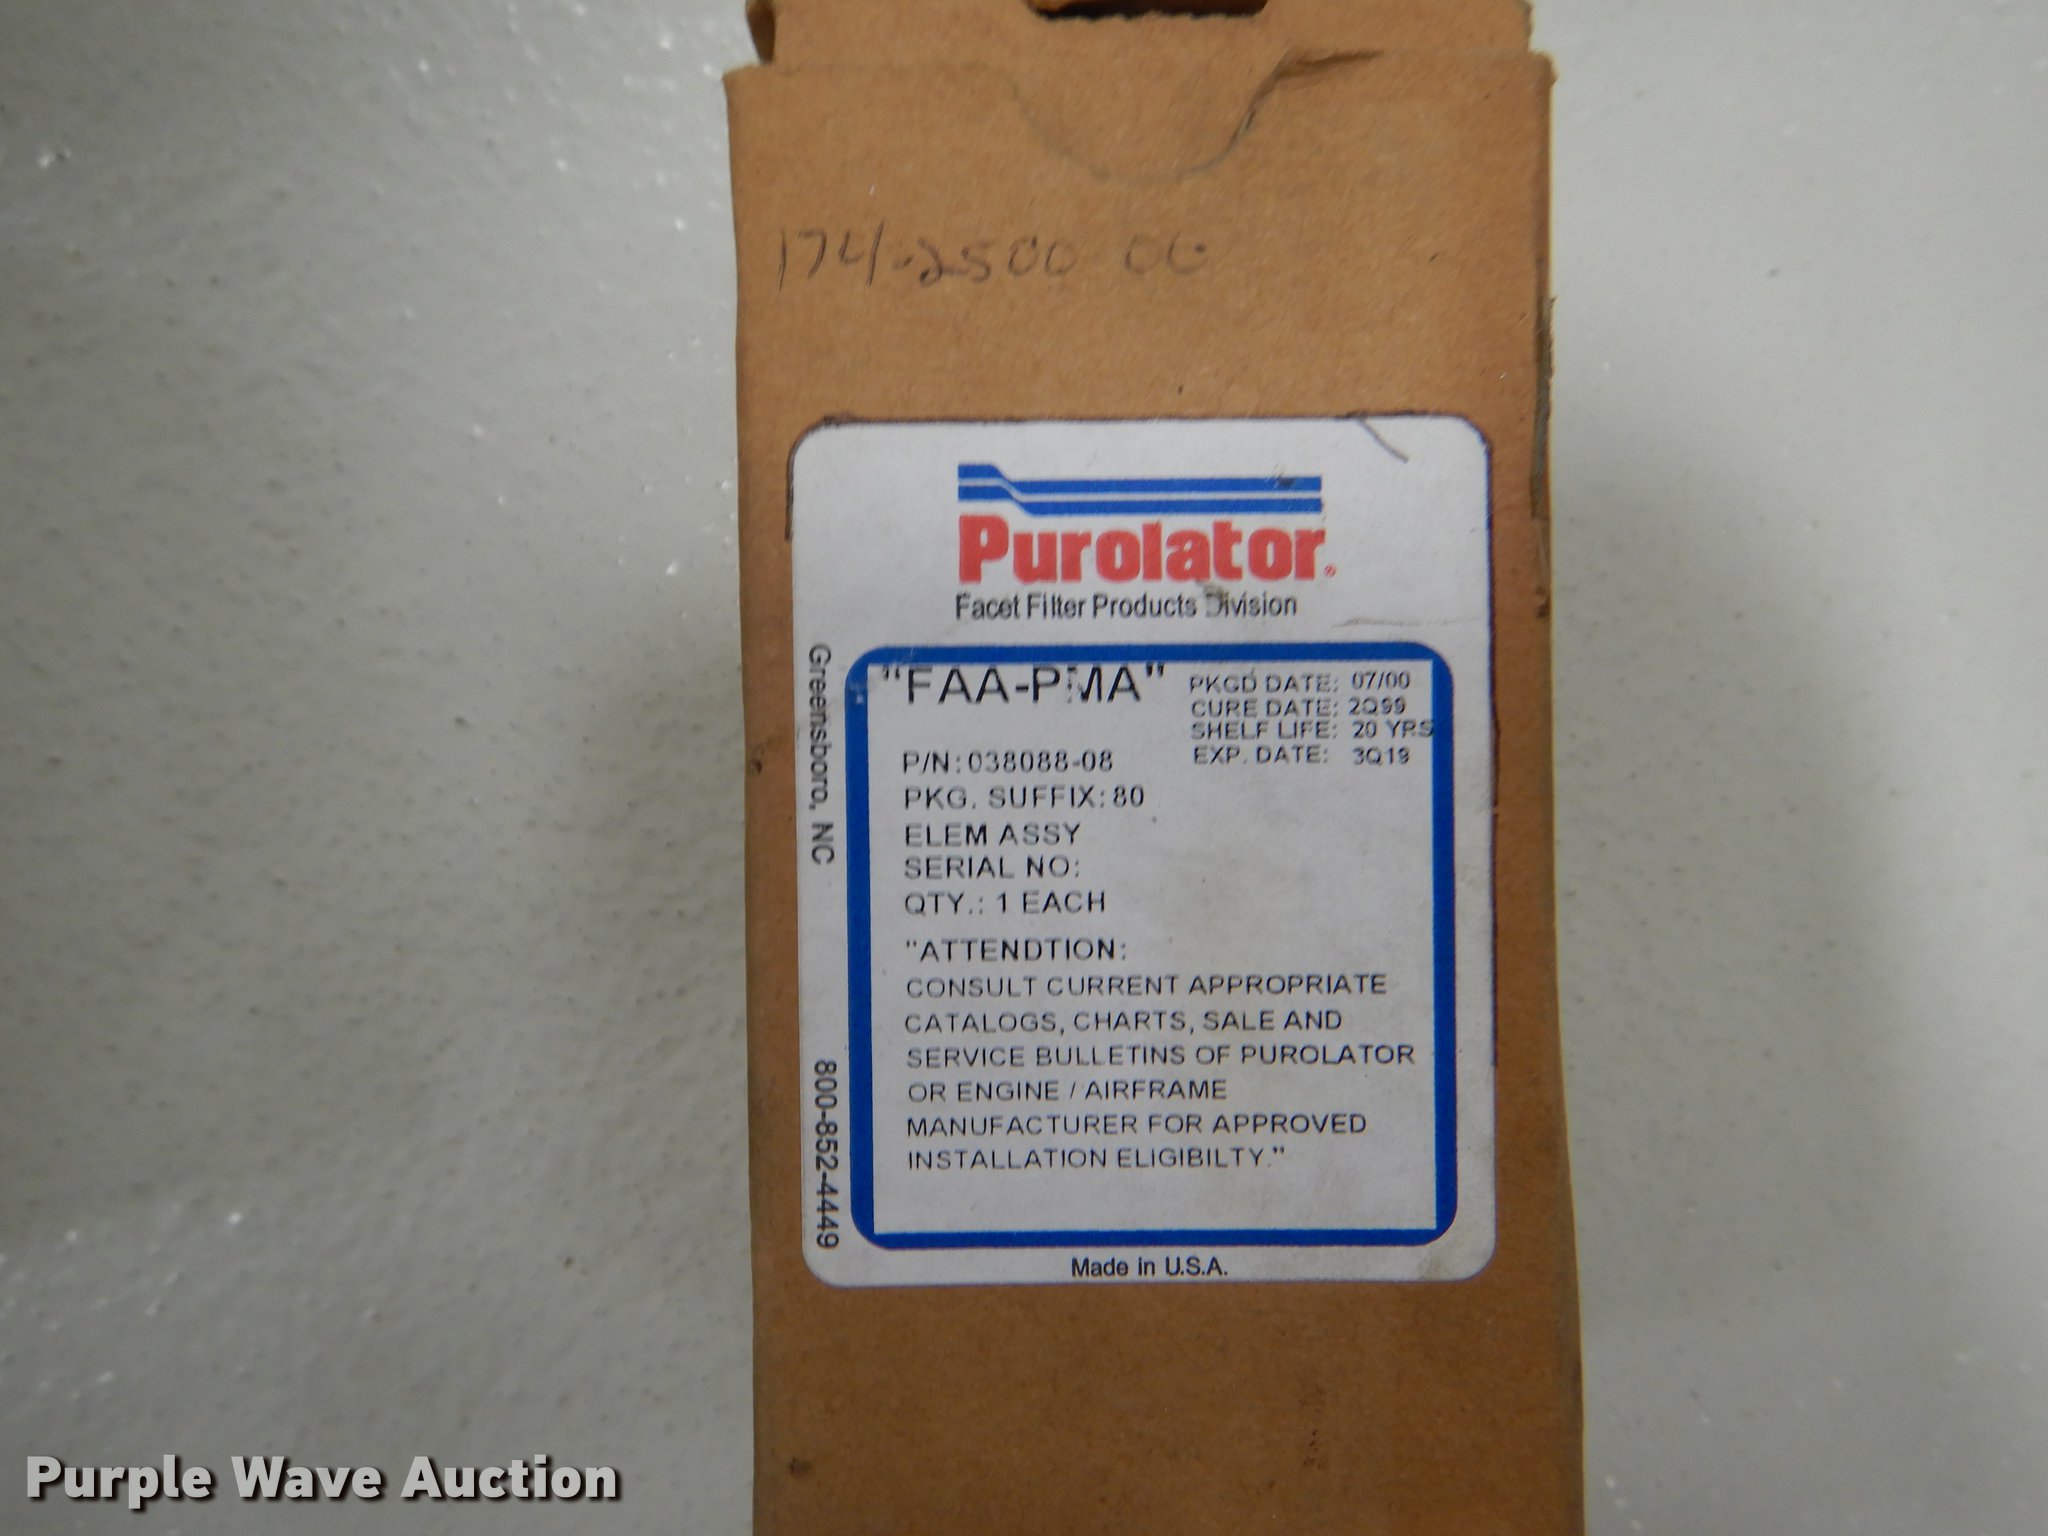 174-2500 00
Purolator®
Facet Filter Products Division
Greensboro, NC
800-852-4449
"FAA-PMA"
PKGD DATE: 07/00
CURE DATE: 2Q99
SHELF LIFE: 20 YRS
EXP. DATE: 3Q19
P/N:038088-08
PKG. SUFFIX: 80
ELEM ASSY
SERIAL NO:
QTY.: 1 EACH
"ATTENDTION:
CONSULT CURRENT APPROPRIATE
CATALOGS, CHARTS, SALE AND
SERVICE BULLETINS OF PUROLATOR
OR ENGINE / AIRFRAME
MANUFACTURER FOR APPROVED
INSTALLATION ELIGIBILTY."
Made in U.S.A.
Purple Wave Auction